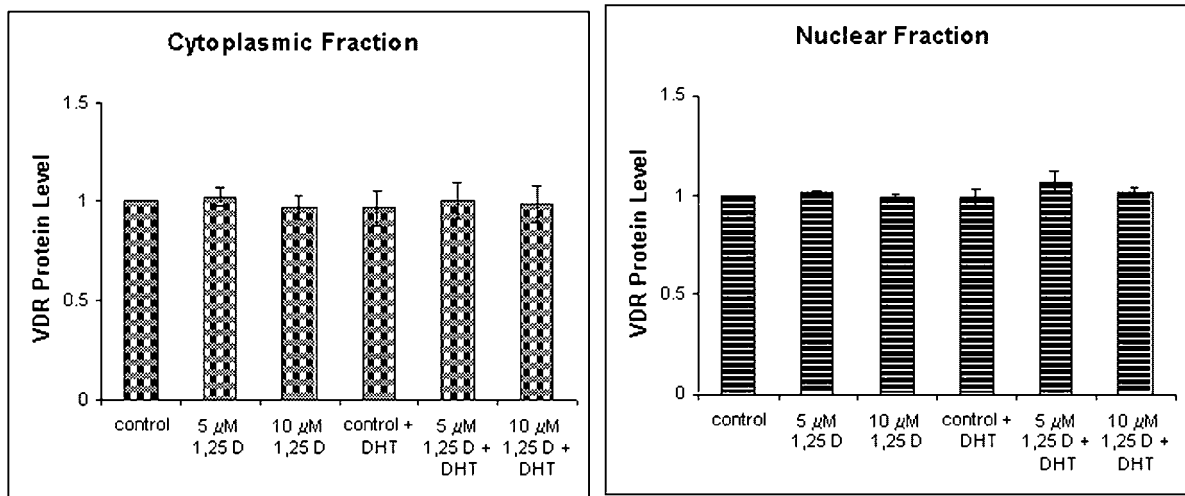 Cytoplasmic Fraction
VDR Protein Level
1.5
1
0.5
0
control
5 μM
1,25 D
10 μM
1,25 D
control +
DHT
5 μM
1,25 D +
DHT
10 μM
1,25 D +
DHT
Nuclear Fraction
VDR Protein Level
1.5
1
0.5
0
control
5 μM
1,25 D
10 μM
1,25 D
control +
DHT
5 μM
1,25 D +
DHT
10 μM
1,25 D +
DHT